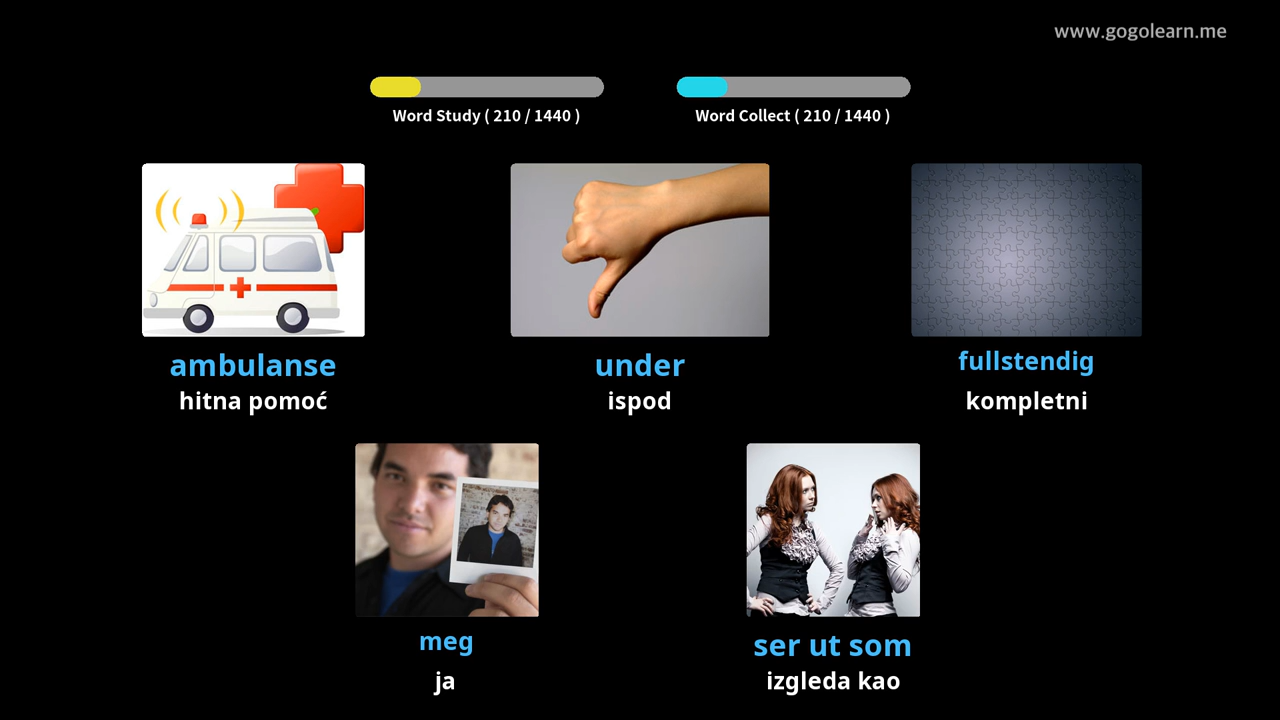 www.gogolearn.me
Word Study ( 210 / 1440 )
Word Collect ( 210 / 1440 )
ambulanse
hitna pomoć
under
ispod
fullstendig
kompletni
meg
ja
ser ut som
izgleda kao